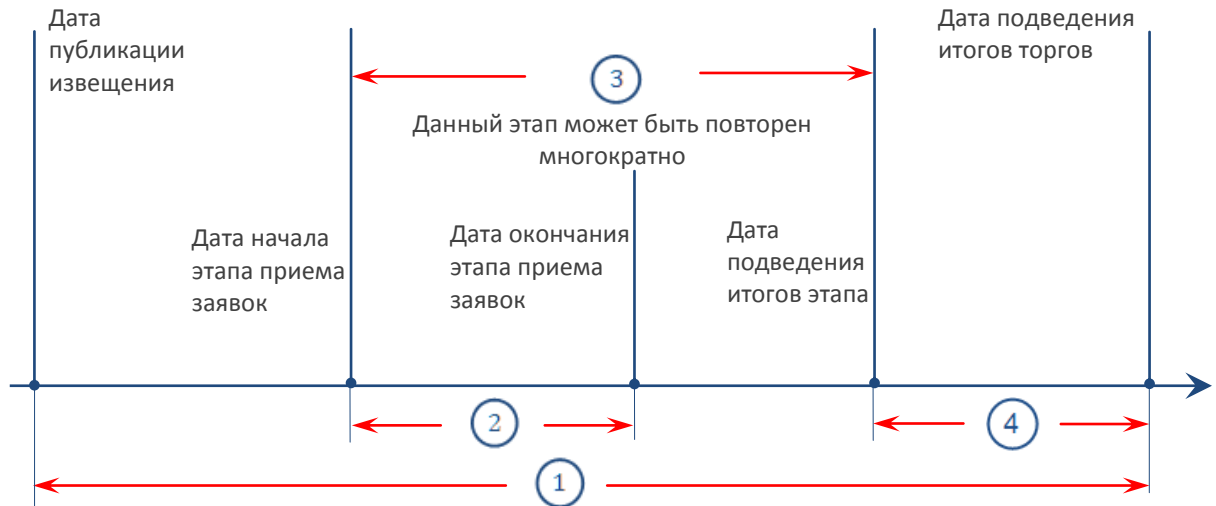 Дата
публикации
извещения
Дата подведения
итогов торгов
3
Данный этап может быть повторен
многократно
Дата начала
этапа приема
заявок
Дата окончания
этапа приема
заявок
Дата
подведения
итогов этапа
2
4
1